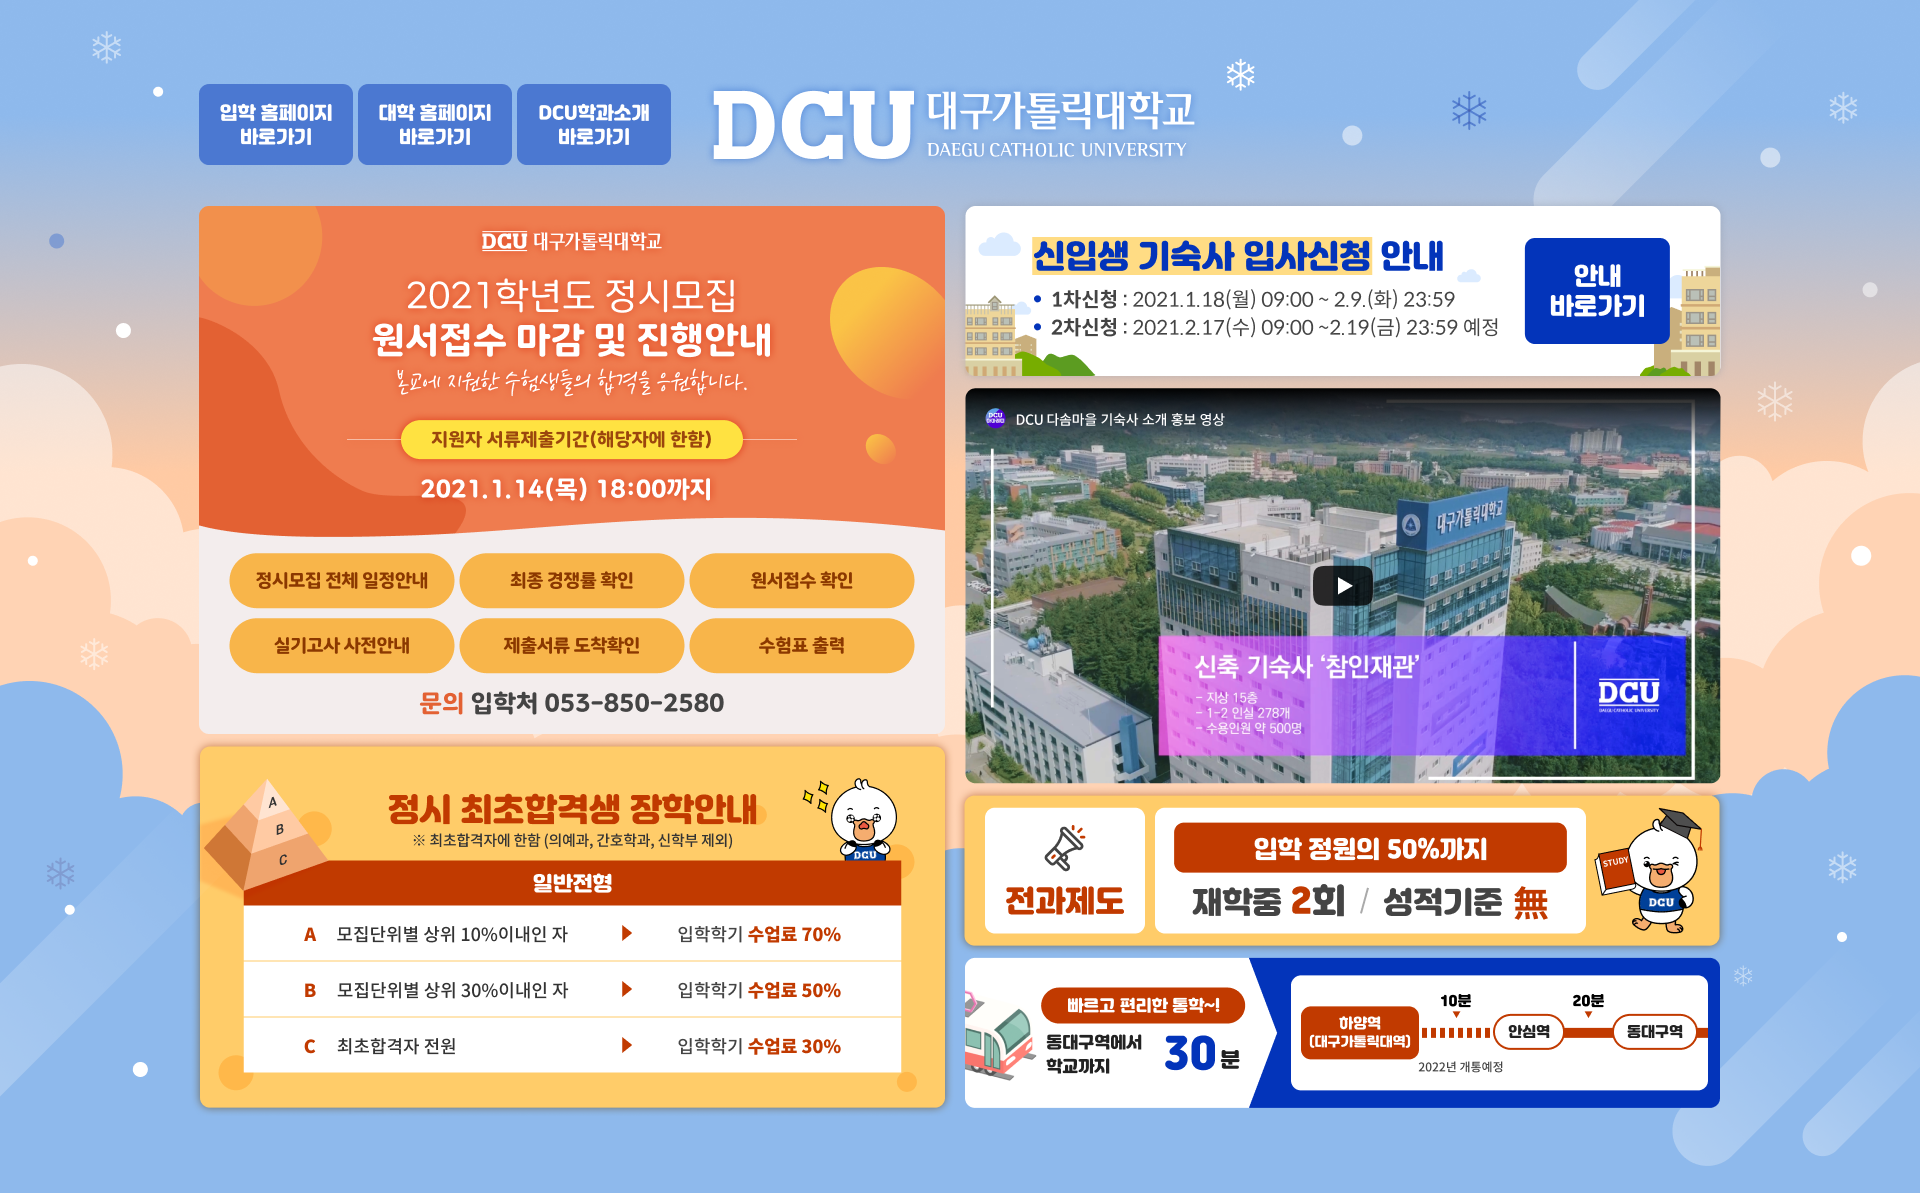 입학 홈페이지
바로가기
대학 홈페이지
바로가기
DCU학과소개
바로가기
DCU 대구가톨릭대학교
DAEGU CATHOLIC UNIVERSITY
DCU 대구가톨릭대학교
2021학년도 정시모집
원서접수 마감 및 진행안내
본교에 지원한 수험생들의 합격을 응원합니다.
지원자 서류제출기간(해당자에 한함)
2021.1.14(목) 18:00까지
정시모집 전체 일정안내
최종 경쟁률 확인
원서접수 확인
실기고사 사전안내
제출서류 도착확인
수험표 출력
문의 입학처 053-850-2580
신입생 기숙사 입사신청 안내
• 1차신청 : 2021.1.18(월) 09:00 ~ 2.9.(화) 23:59
• 2차신청 : 2021.2.17(수) 09:00 ~2.19(금) 23:59 예정
안내
바로가기
DCU 다솜마을 기숙사 소개 홍보 영상
대구가톨릭대학교
신축 기숙사 ‘참인재관’
- 지상 15층
- 1-2 인실 278개
- 수용인원 약 500명
DCU
DAEGU CATHOLIC UNIVERSITY
A
B
C
정시 최초합격생 장학안내
※ 최초합격자에 한함 (의예과, 간호학과, 신학부 제외)
DCU
일반전형
A 모집단위별 상위 10%이내인 자 입학학기 수업료 70%
B 모집단위별 상위 30%이내인 자 입학학기 수업료 50%
C 최초합격자 전원 입학학기 수업료 30%
전과제도
입학 정원의 50%까지
재학중 2회 / 성적기준 無
STUDY
DCU
빠르고 편리한 통학~!
동대구역에서
학교까지
30분
하양역
(대구가톨릭대역)
10분
안심역
20분
동대구역
2022년 개통예정